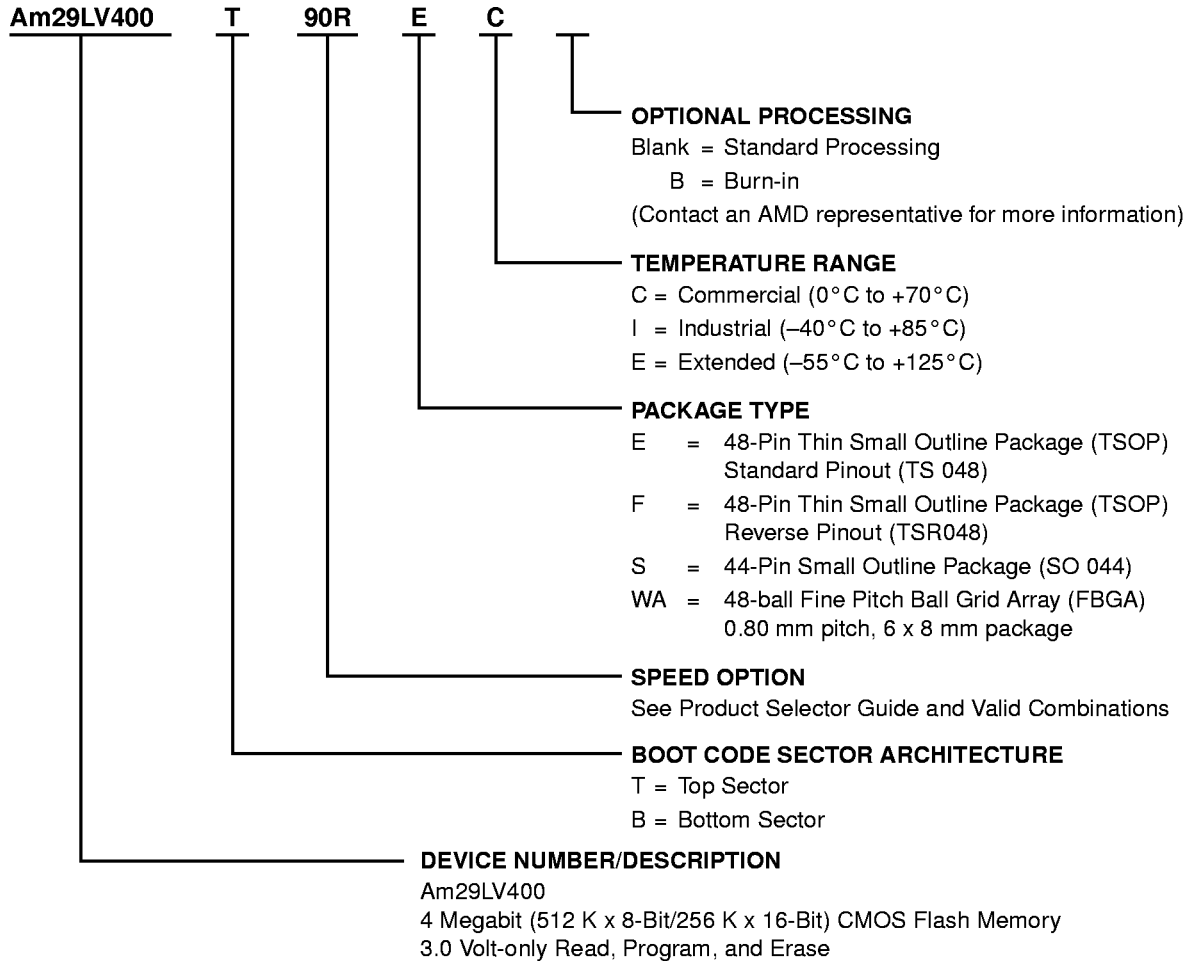 Am29LV400 T 90R E C
OPTIONAL PROCESSING
Blank = Standard Processing
B = Burn-in
(Contact an AMD representative for more information)
TEMPERATURE RANGE
C = Commercial (0°C to +70°C)
I = Industrial (–40°C to +85°C)
E = Extended (–55°C to +125°C)
PACKAGE TYPE
E = 48-Pin Thin Small Outline Package (TSOP)
Standard Pinout (TS 048)
F = 48-Pin Thin Small Outline Package (TSOP)
Reverse Pinout (TSR048)
S = 44-Pin Small Outline Package (SO 044)
WA = 48-ball Fine Pitch Ball Grid Array (FBGA)
0.80 mm pitch, 6 x 8 mm package
SPEED OPTION
See Product Selector Guide and Valid Combinations
BOOT CODE SECTOR ARCHITECTURE
T = Top Sector
B = Bottom Sector
DEVICE NUMBER/DESCRIPTION
Am29LV400
4 Megabit (512 K x 8-Bit/256 K x 16-Bit) CMOS Flash Memory
3.0 Volt-only Read, Program, and Erase